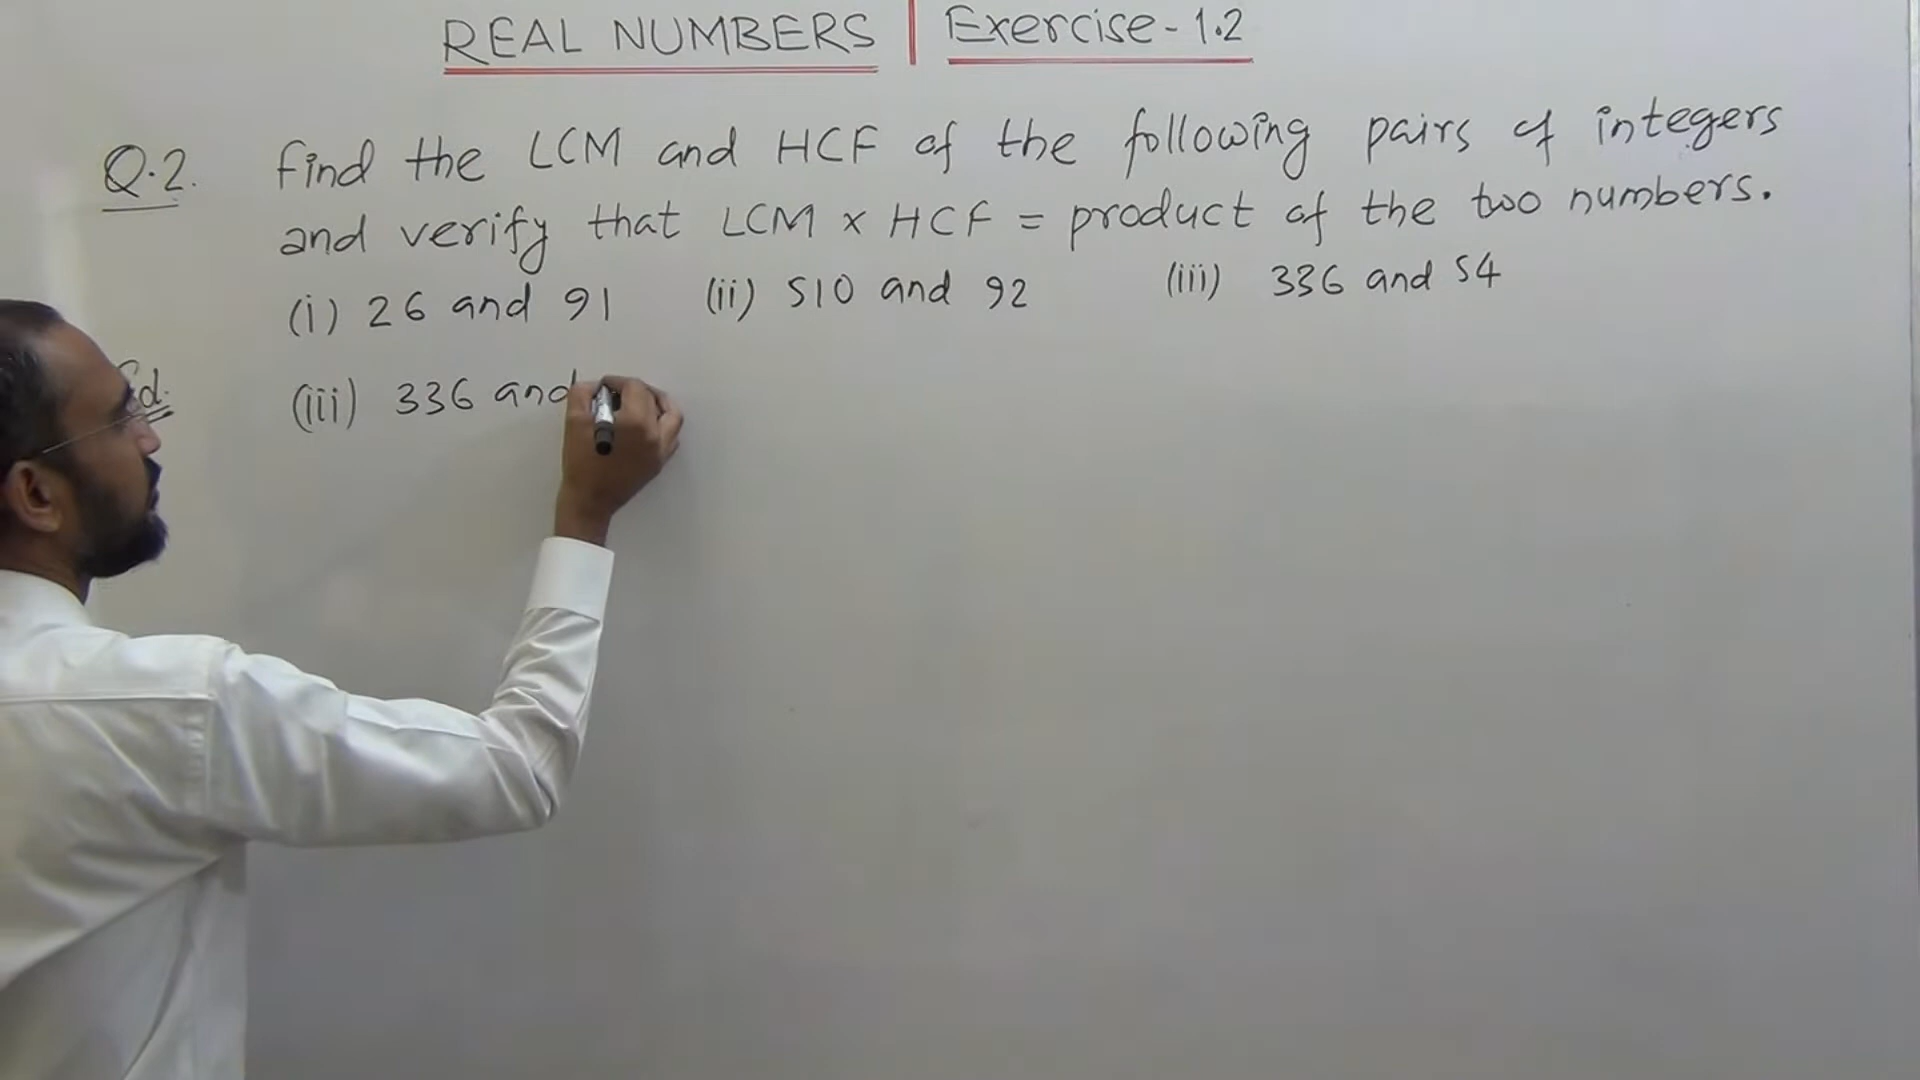 REAL NUMBERS | Exercise-1.2
Q.2. Find the LCM and HCF of the following pairs of integers
and verify that LCM x HCF = product of the two numbers.
(i) 26 and 91 (ii) 510 and 92 (iii) 336 and 54
(iii) 336 and